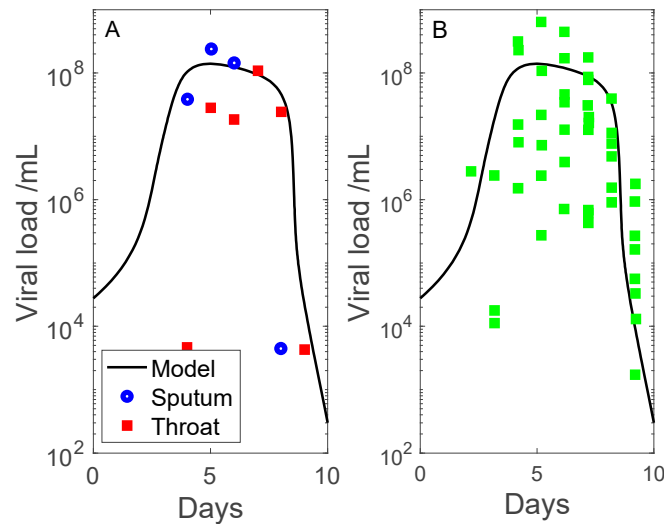 A
Viral load /mL
10^8
10^6
10^4
10^2
Model
Sputum
Throat
0 5 10
Days
B
Viral load /mL
10^8
10^6
10^4
10^2
0 5 10
Days